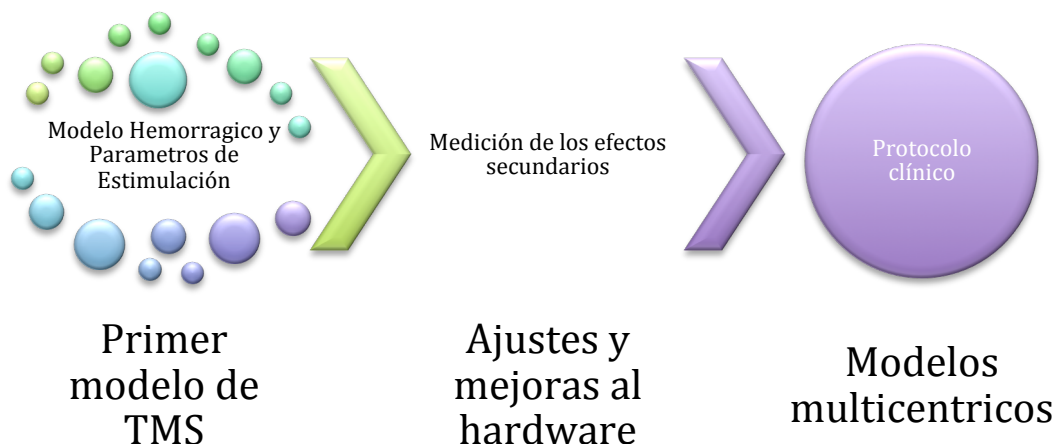 Modelo Hemorragico y
Parametros de
Estimulación
Medición de los efectos
secundarios
Protocolo
clínico
Primer
modelo de
TMS
Ajustes y
mejoras al
hardware
Modelos
multicentricos